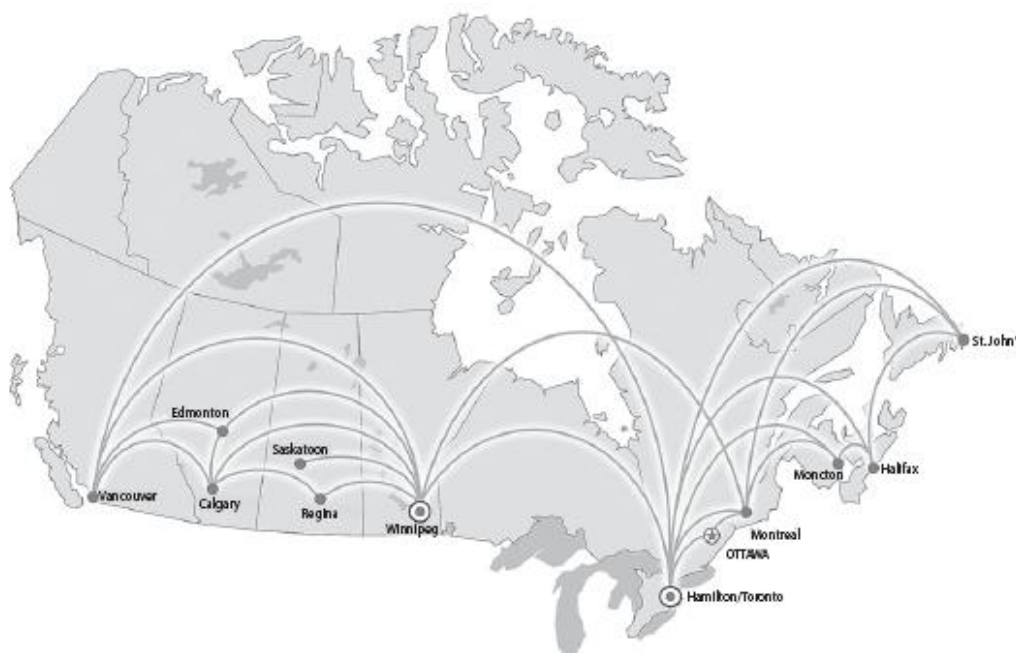 St. John'
Edmonton
Saskatoon
Moncton
Halifax
Vancouver
Calgary
Regina
Winnipeg
Montreal
OTTAWA
Hamilton/Toronto